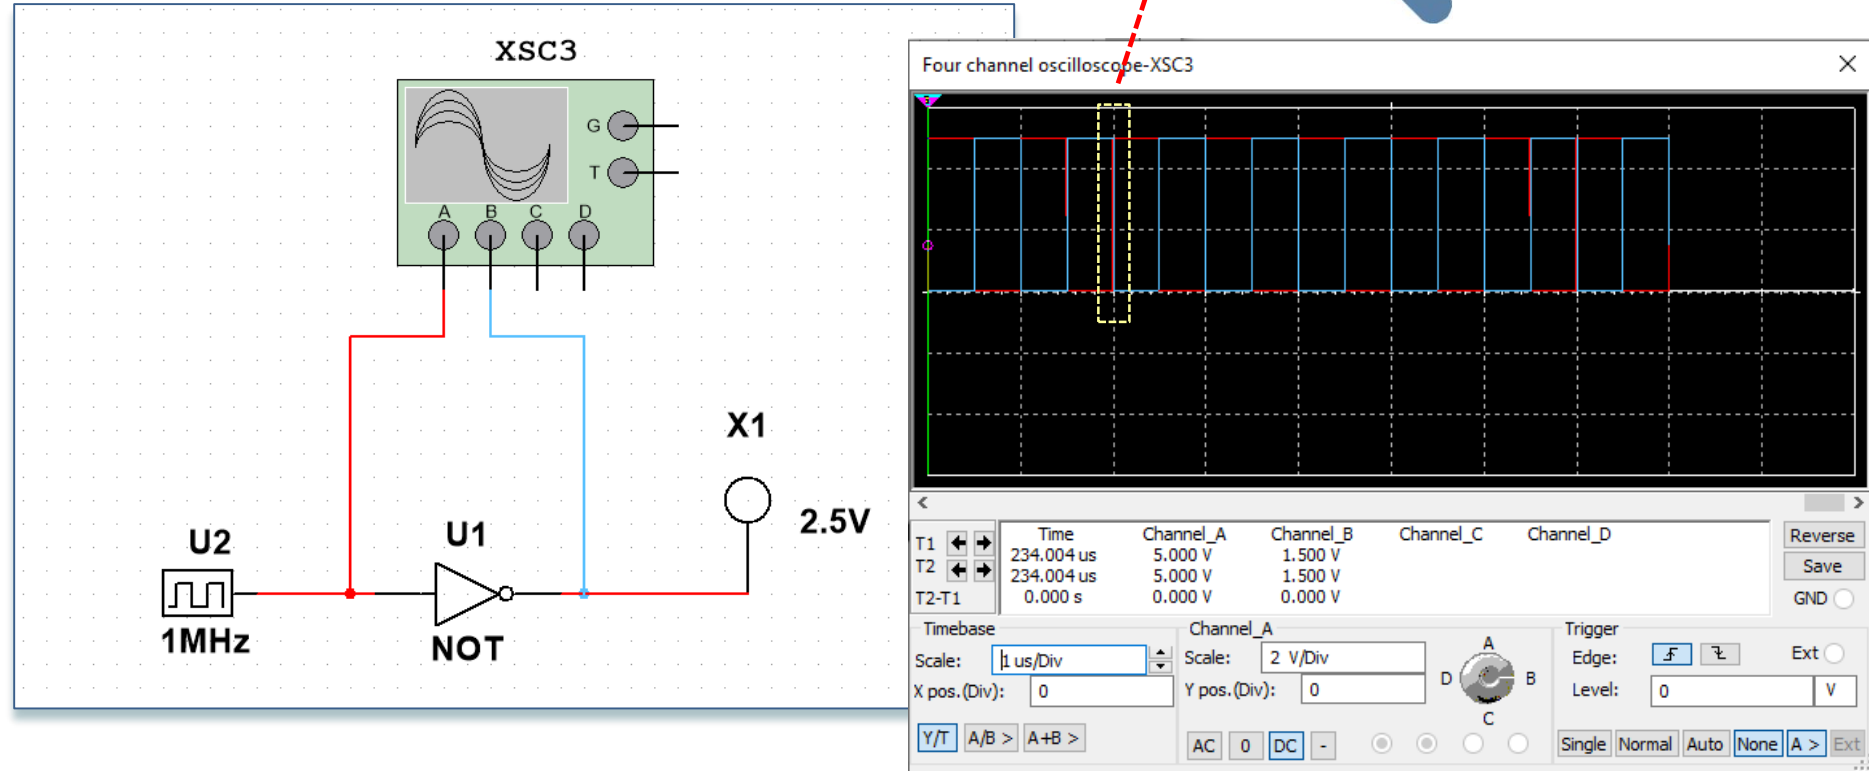 XSC3
G
T
A B C D
X1
2.5V
U2
U1
1MHz
NOT
Four channel oscilloscope-XSC3
Time Channel_A Channel_B Channel_C Channel_D
T1 234.004 us 5.000 V 1.500 V
T2 234.004 us 5.000 V 1.500 V
T2-T1 0.000 s 0.000 V 0.000 V
Reverse
Save
GND
Timebase
Scale: 1 us/Div
X pos.(Div): 0
Y/T A/B > A+B >
Channel_A
Scale: 2 V/Div
Y pos.(Div): 0
AC 0 DC -
A
D B
C
Trigger
Edge: Ext
Level: 0 V
Single Normal Auto None A > Ext